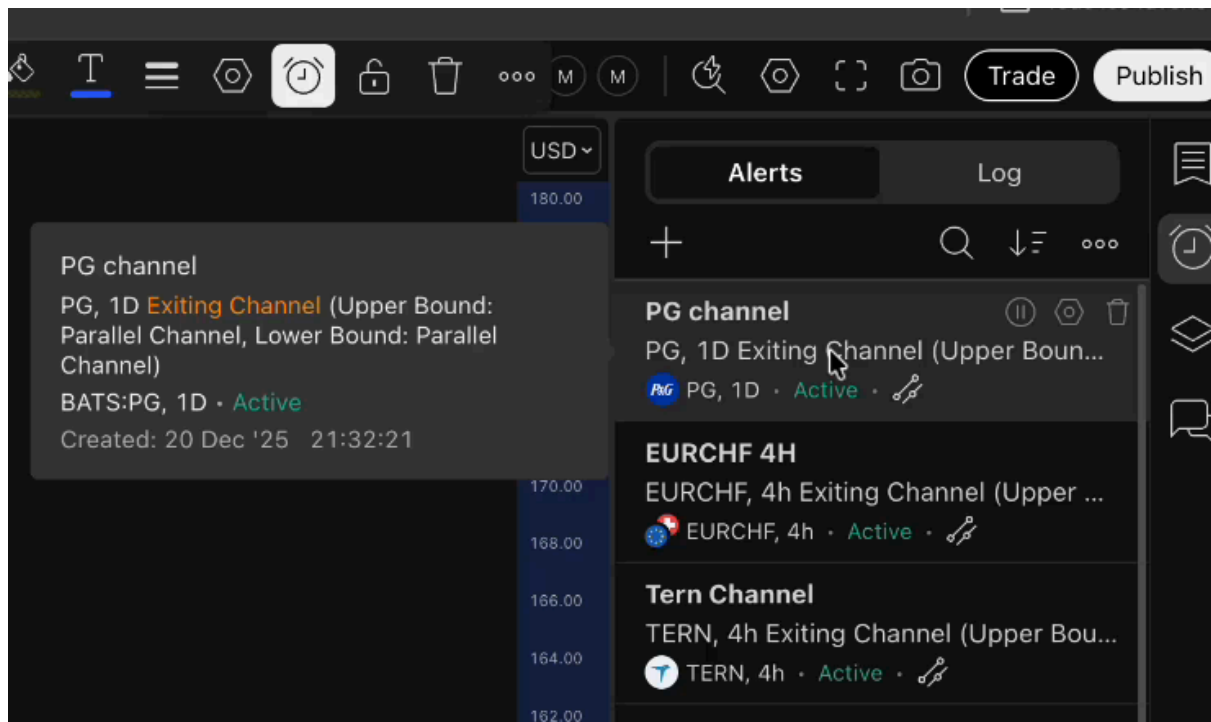 T
M
M
Trade
Publish
USD
180.00
170.00
168.00
166.00
164.00
162.00
PG channel
PG, 1D Exiting Channel (Upper Bound:
Parallel Channel, Lower Bound: Parallel
Channel)
BATS:PG, 1D · Active
Created: 20 Dec '25 21:32:21
Alerts
Log
PG channel
PG, 1D Exiting Channel (Upper Boun...
P&G PG, 1D · Active ·
EURCHF 4H
EURCHF, 4h Exiting Channel (Upper ...
EURCHF, 4h · Active ·
Tern Channel
TERN, 4h Exiting Channel (Upper Bou...
TERN, 4h · Active ·